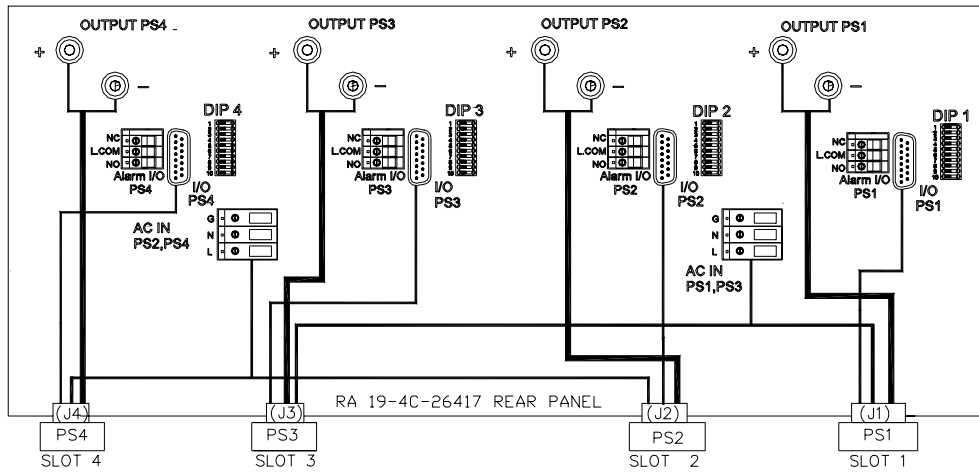 OUTPUT PS4
OUTPUT PS3
OUTPUT PS2
OUTPUT PS1
+
−
+
−
+
−
+
−
DIP 4
DIP 3
DIP 2
DIP 1
NC
L.COM
NO
Alarm I/O
PS4
I/O
PS4
NC
L.COM
NO
Alarm I/O
PS3
I/O
PS3
NC
L.COM
NO
Alarm I/O
PS2
I/O
PS2
NC
L.COM
NO
Alarm I/O
PS1
I/O
PS1
AC IN
PS2,PS4
G
N
L
G
N
L
AC IN
PS1,PS3
RA 19-4C-26417 REAR PANEL
(J4)
(J3)
(J2)
(J1)
PS4
PS3
PS2
PS1
SLOT 4
SLOT 3
SLOT 2
SLOT 1